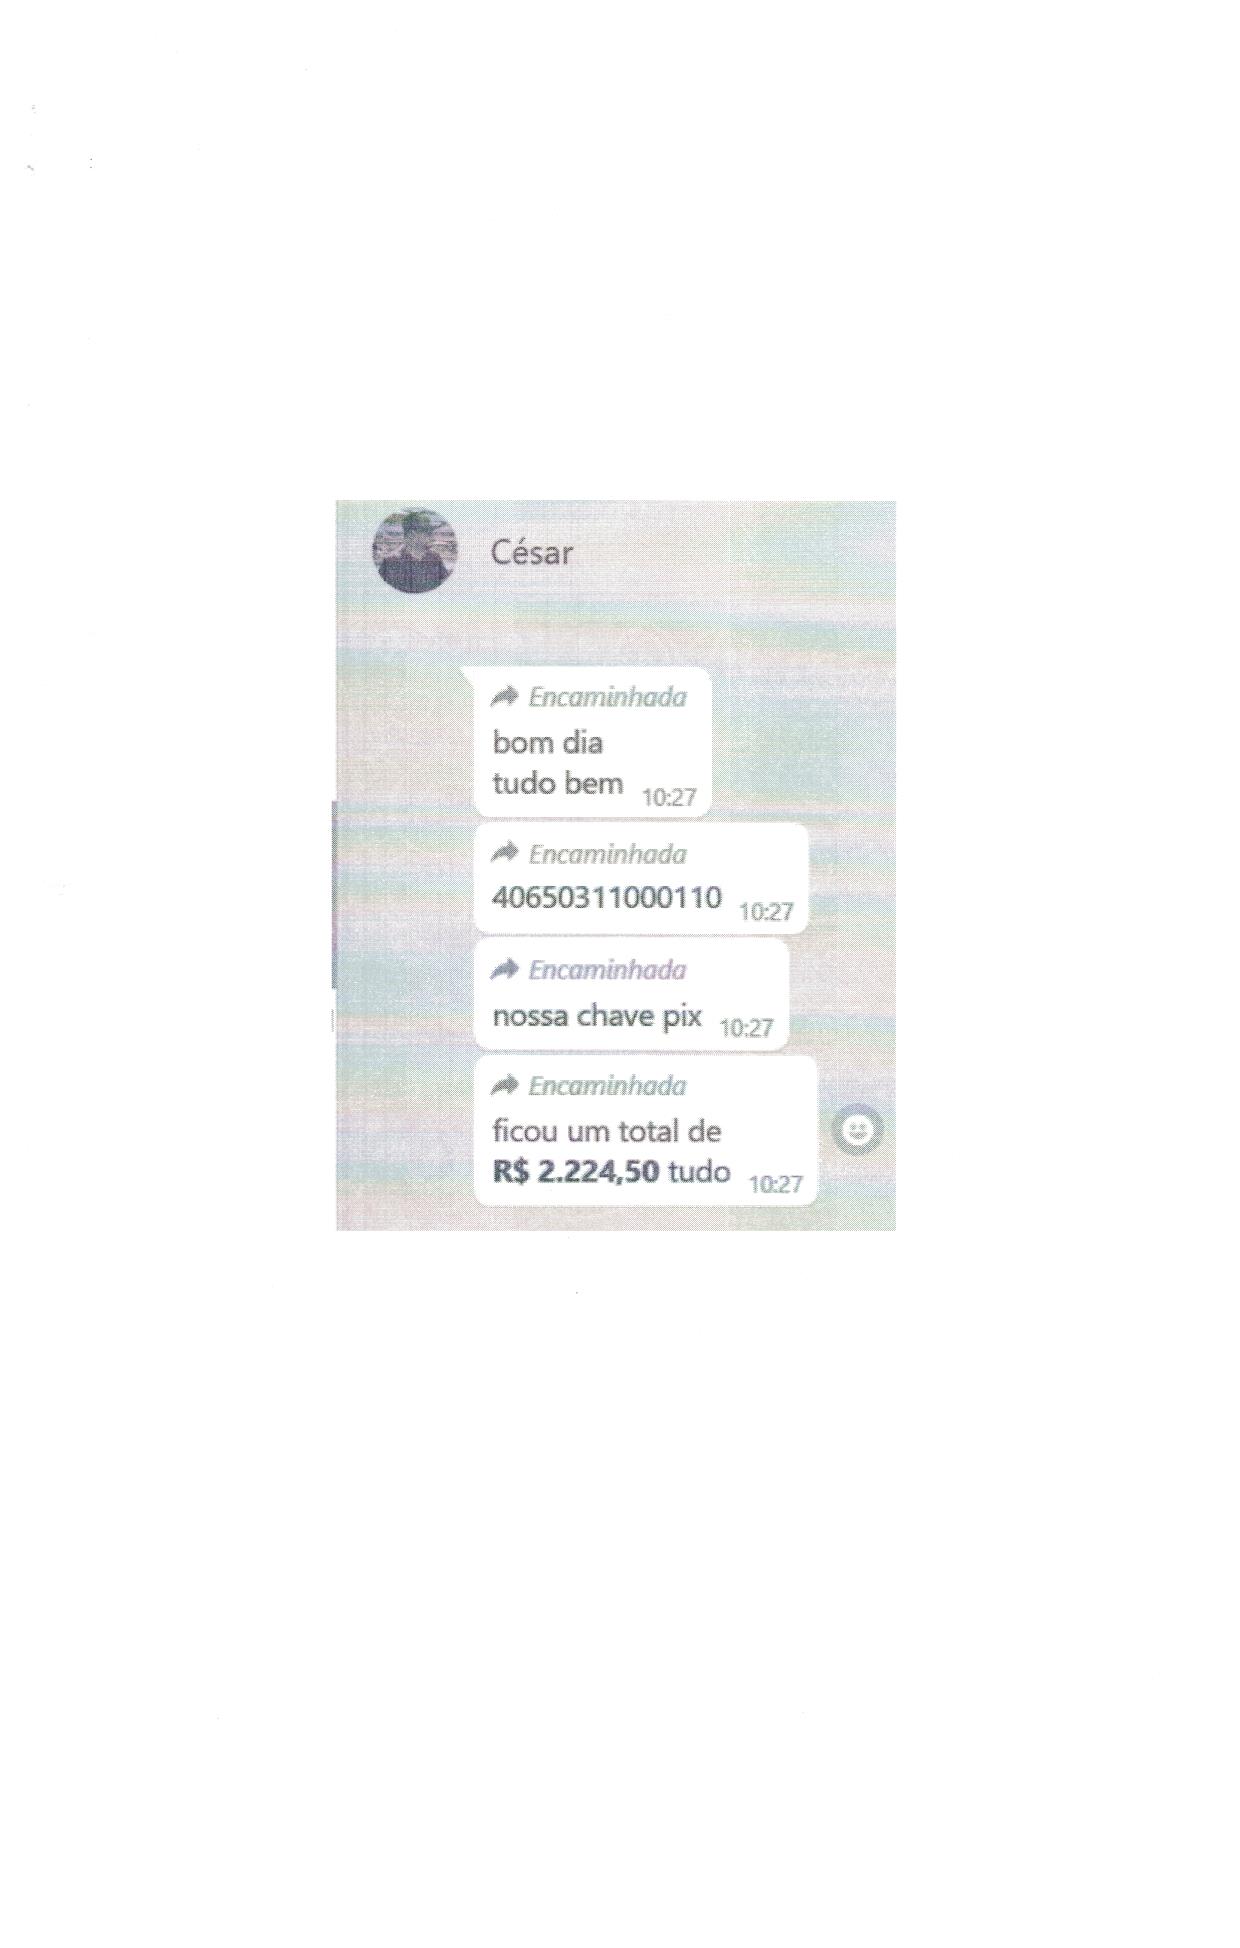 César
Encaminhada
bom dia
tudo bem 10:27
Encaminhada
40650311000110 10:27
Encaminhada
nossa chave pix 10:27
Encaminhada
ficou um total de
R$ 2.224,50 tudo 10:27